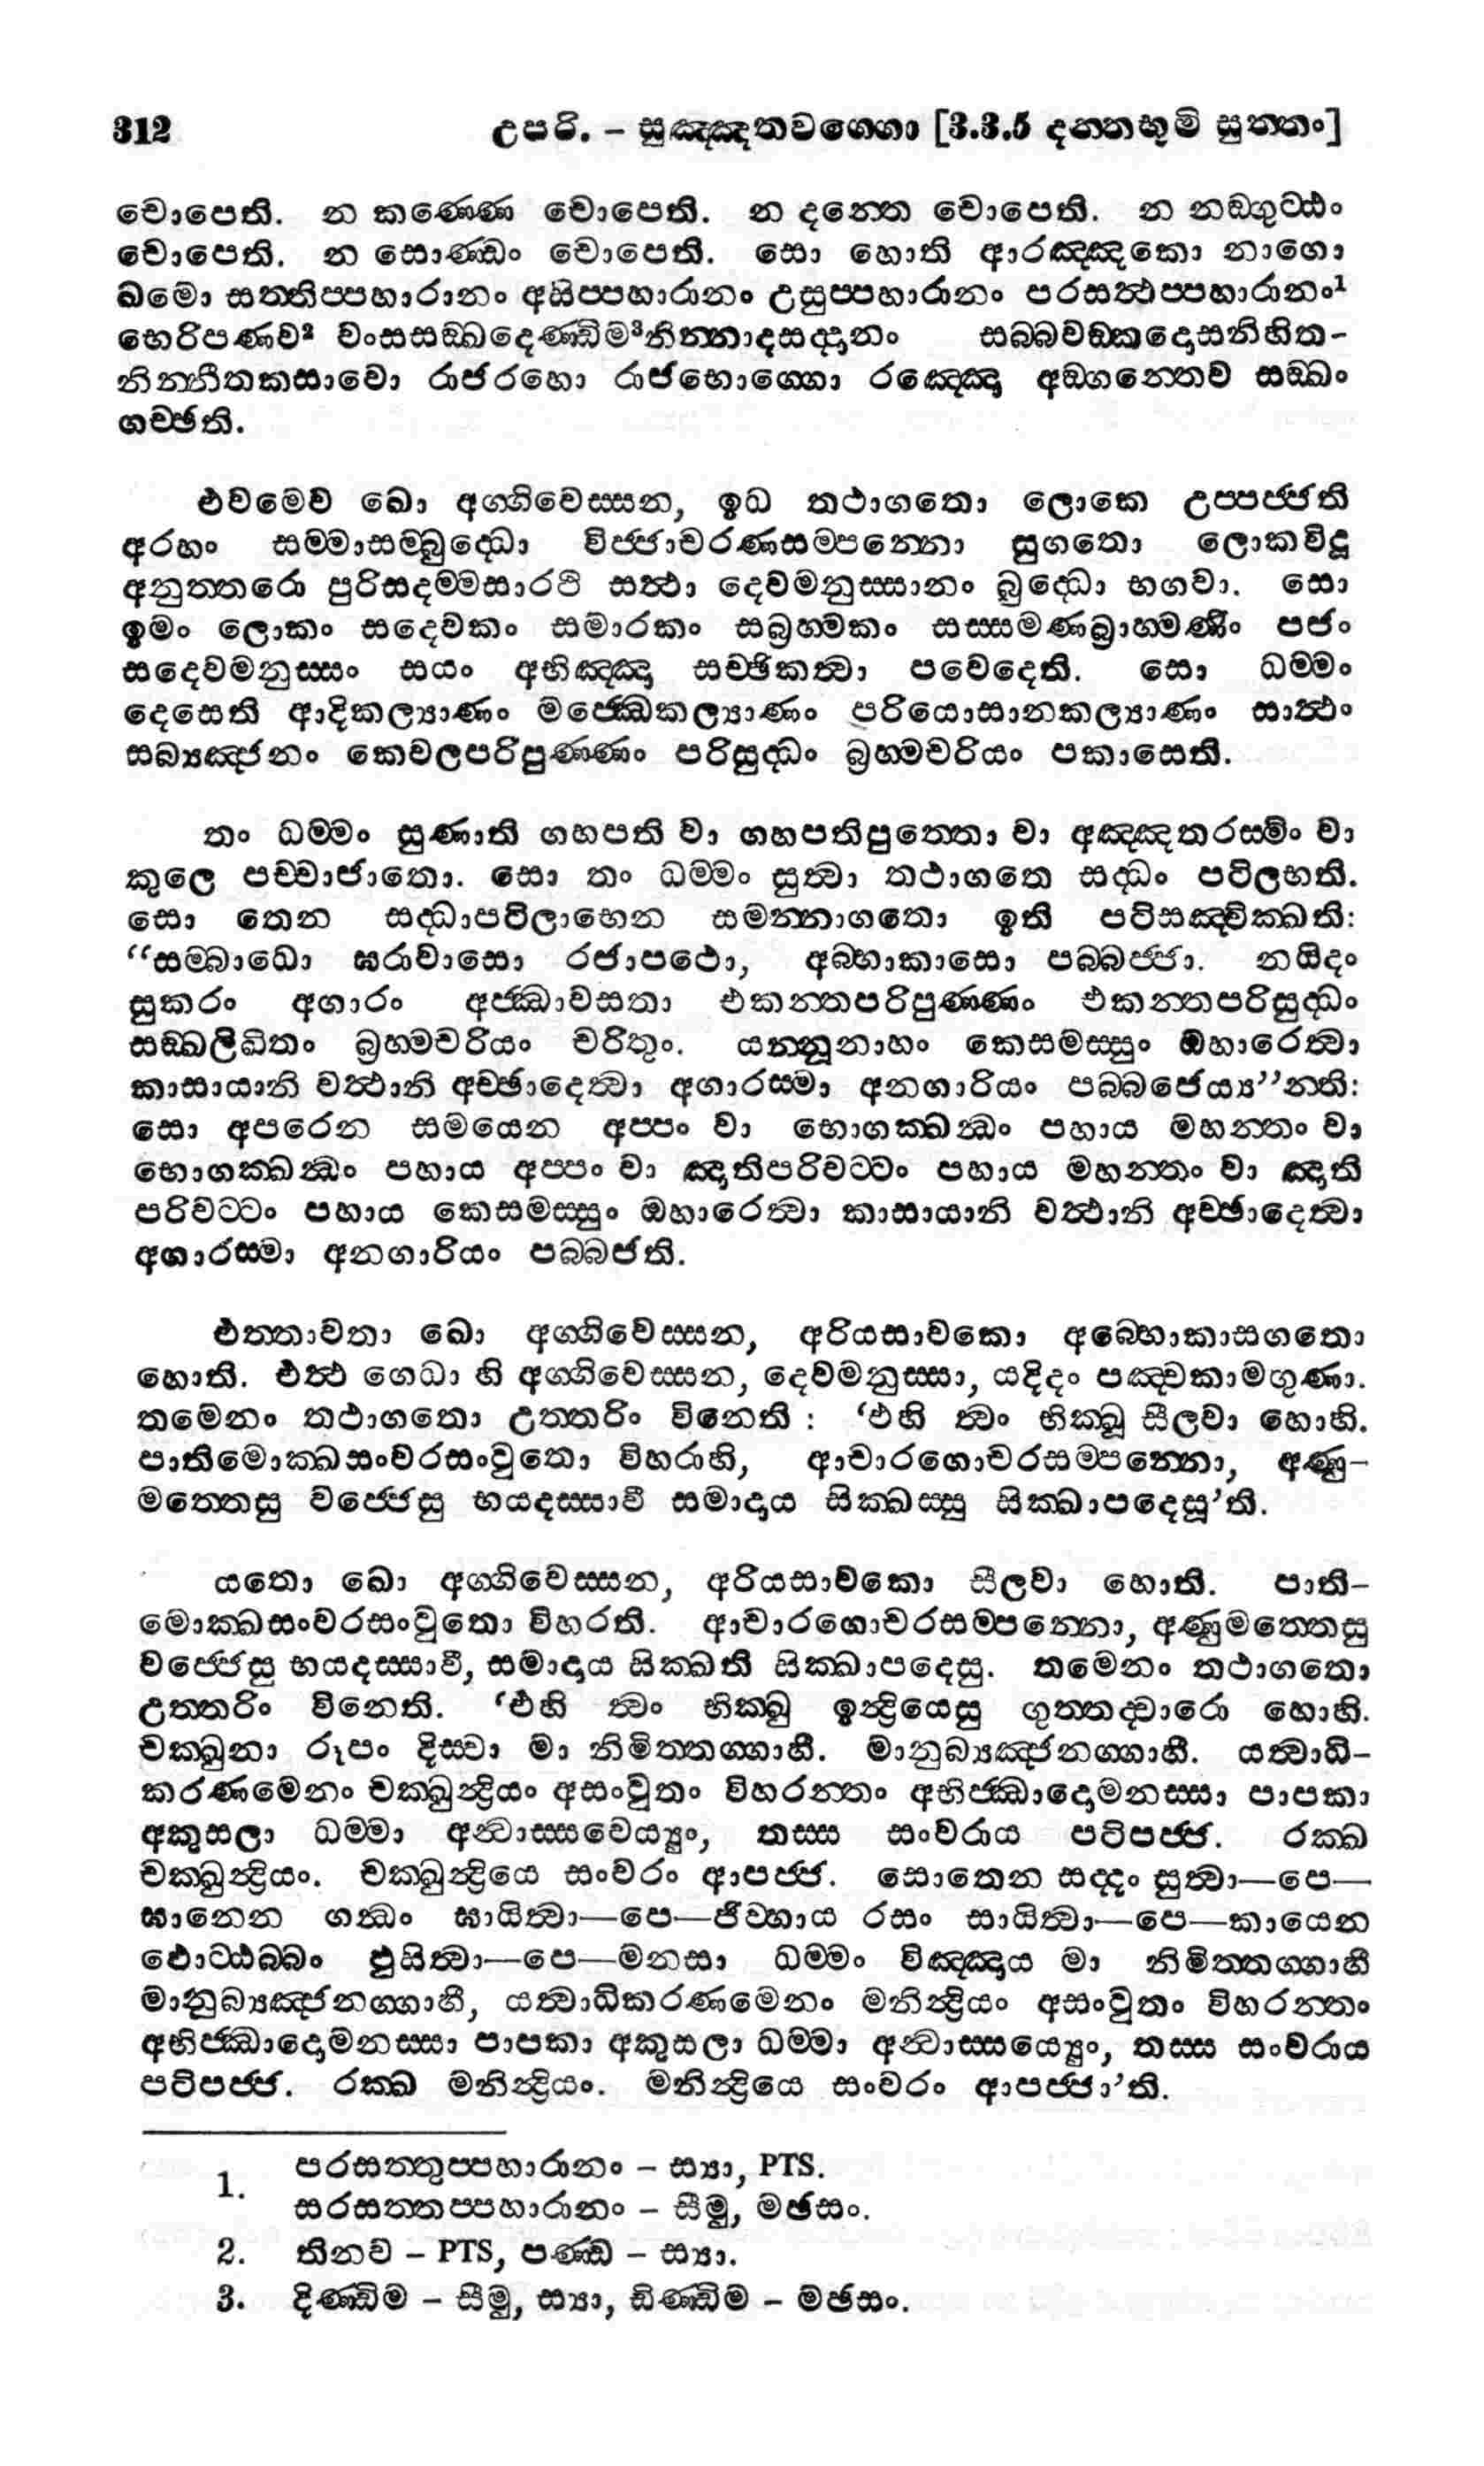 312 උපරි. – සුඤ්ඤතවග්ගො [3.3.5 දන්තභූමි සුත්තං]
චොපෙති. න කණ්ණෙ චොපෙති. න දන්තෙ චොපෙති. න නඞ්ගුට්ඨං
චොපෙති. න සොණ්ඩං චොපෙති. සො හොති ආරඤ්ඤකො නාගො
ඛමො සත්තිප්පහාරානං අසිප්පහාරානං උසුප්පහාරානං පරසත්ථප්පහාරානං¹
භෙරිපණව² වංසසඞ්ඛදෙණ්ඩිම³නින්නාදසද්දානං සබ්බවඞ්කදොසනිහිත-
නින්නීතකසාවො රාජරහො රාජභොග්ගො රඤ්ඤො අඞ්ගන්තෙව සඞ්ඛං
ගච්ඡති.
එවමෙව ඛො අග්ගිවෙස්සන, ඉධ තථාගතො ලොකෙ උප්පජ්ජති
අරහං සම්මාසම්බුද්ධො විජ්ජාචරණසම්පන්නො සුගතො ලොකවිදූ
අනුත්තරො පුරිසදම්මසාරථි සත්ථා දෙවමනුස්සානං බුද්ධො භගවා. සො
ඉමං ලොකං සදෙවකං සමාරකං සබ්‍රහ්මකං සස්සමණබ්‍රාහ්මණිං පජං
සදෙවමනුස්සං සයං අභිඤ්ඤා සච්ඡිකත්වා පවෙදෙති. සො ධම්මං
දෙසෙති ආදිකල්‍යාණං මජ්ඣෙකල්‍යාණං පරියොසානකල්‍යාණං සාත්ථං
සබ්‍යඤ්ජනං කෙවලපරිපුණ්ණං පරිසුද්ධං බ්‍රහ්මචරියං පකාසෙති.
තං ධම්මං සුණාති ගහපති වා ගහපතිපුත්තො වා අඤ්ඤතරස්මිං වා
කුලෙ පච්චාජාතො. සො තං ධම්මං සුත්වා තථාගතෙ සද්ධං පටිලභති.
සො තෙන සද්ධාපටිලාභෙන සමන්නාගතො ඉති පටිසඤ්චික්ඛති:
“සම්බාධො ඝරාවාසො රජාපථො, අබ්භාකාසො පබ්බජ්ජා. නයිදං
සුකරං අගාරං අජ්ඣාවසතා එකන්තපරිපුණ්ණං එකන්තපරිසුද්ධං
සඞ්ඛලිඛිතං බ්‍රහ්මචරියං චරිතුං. යන්නූනාහං කෙසමස්සුං ඔහාරෙත්වා
කාසායානි වත්ථානි අච්ඡාදෙත්වා අගාරස්මා අනගාරියං පබ්බජෙය්‍ය”න්ති:
සො අපරෙන සමයෙන අප්පං වා භොගක්ඛන්ධං පහාය මහන්තං වා
භොගක්ඛන්ධං පහාය අප්පං වා ඤාතිපරිවට්ටං පහාය මහන්තං වා ඤාති
පරිවට්ටං පහාය කෙසමස්සුං ඔහාරෙත්වා කාසායානි වත්ථානි අච්ඡාදෙත්වා
අගාරස්මා අනගාරියං පබ්බජති.
එත්තාවතා ඛො අග්ගිවෙස්සන, අරියසාවකො අබ්භොකාසගතො
හොති. එත්ථ ගෙධා හි අග්ගිවෙස්සන, දෙවමනුස්සා, යදිදං පඤ්චකාමගුණා.
තමෙනං තථාගතො උත්තරිං විනෙති : ‘එහි ත්වං භික්ඛු සීලවා හොහි.
පාතිමොක්ඛසංවරසංවුතො විහරාහි, ආචාරගොචරසම්පන්නො, අණු-
මත්තෙසු වජ්ජෙසු භයදස්සාවී සමාදාය සික්ඛස්සු සික්ඛාපදෙසූ’ති.
යතො ඛො අග්ගිවෙස්සන, අරියසාවකො සීලවා හොති. පාති-
මොක්ඛසංවරසංවුතො විහරති. ආචාරගොචරසම්පන්නො, අණුමත්තෙසු
වජ්ජෙසු භයදස්සාවී, සමාදාය සික්ඛති සික්ඛාපදෙසු. තමෙනං තථාගතො
උත්තරිං විනෙති. ‘එහි ත්වං භික්ඛු ඉන්ද්‍රියෙසු ගුත්තද්වාරො හොහි.
චක්ඛුනා රූපං දිස්වා මා නිමිත්තග්ගාහී. මානුබ්‍යඤ්ජනග්ගාහී. යත්වාධි-
කරණමෙනං චක්ඛුන්ද්‍රියං අසංවුතං විහරන්තං අභිජ්ඣාදොමනස්සා පාපකා
අකුසලා ධම්මා අන්වාස්සවෙය්‍යුං, තස්ස සංවරාය පටිපජ්ජ. රක්ඛ
චක්ඛුන්ද්‍රියං. චක්ඛුන්ද්‍රියෙ සංවරං ආපජ්ජ. සොතෙන සද්දං සුත්වා—පෙ—
ඝානෙන ගන්ධං ඝායිත්වා—පෙ—ජිව්හාය රසං සායිත්වා—පෙ—කායෙන
ඵොට්ඨබ්බං ඵුසිත්වා—පෙ—මනසා ධම්මං විඤ්ඤාය මා නිමිත්තග්ගාහී
මානුබ්‍යඤ්ජනග්ගාහී, යත්වාධිකරණමෙනං මනින්ද්‍රියං අසංවුතං විහරන්තං
අභිජ්ඣාදොමනස්සා පාපකා අකුසලා ධම්මා අන්වාස්සය්‍යෙුං, තස්ස සංවරාය
පටිපජ්ජ. රක්ඛ මනින්ද්‍රියං. මනින්ද්‍රියෙ සංවරං ආපජ්ජා’ති.
1. පරසත්තුප්පහාරානං – ස්‍යා, PTS.
සරසත්තප්පහාරානං – සීමු, මඡසං.
2. තිනව – PTS, පණ්ඩ – ස්‍යා.
3. දිණ්ඩිම – සීමු, ස්‍යා, ඩිණ්ඩිම – මඡසං.